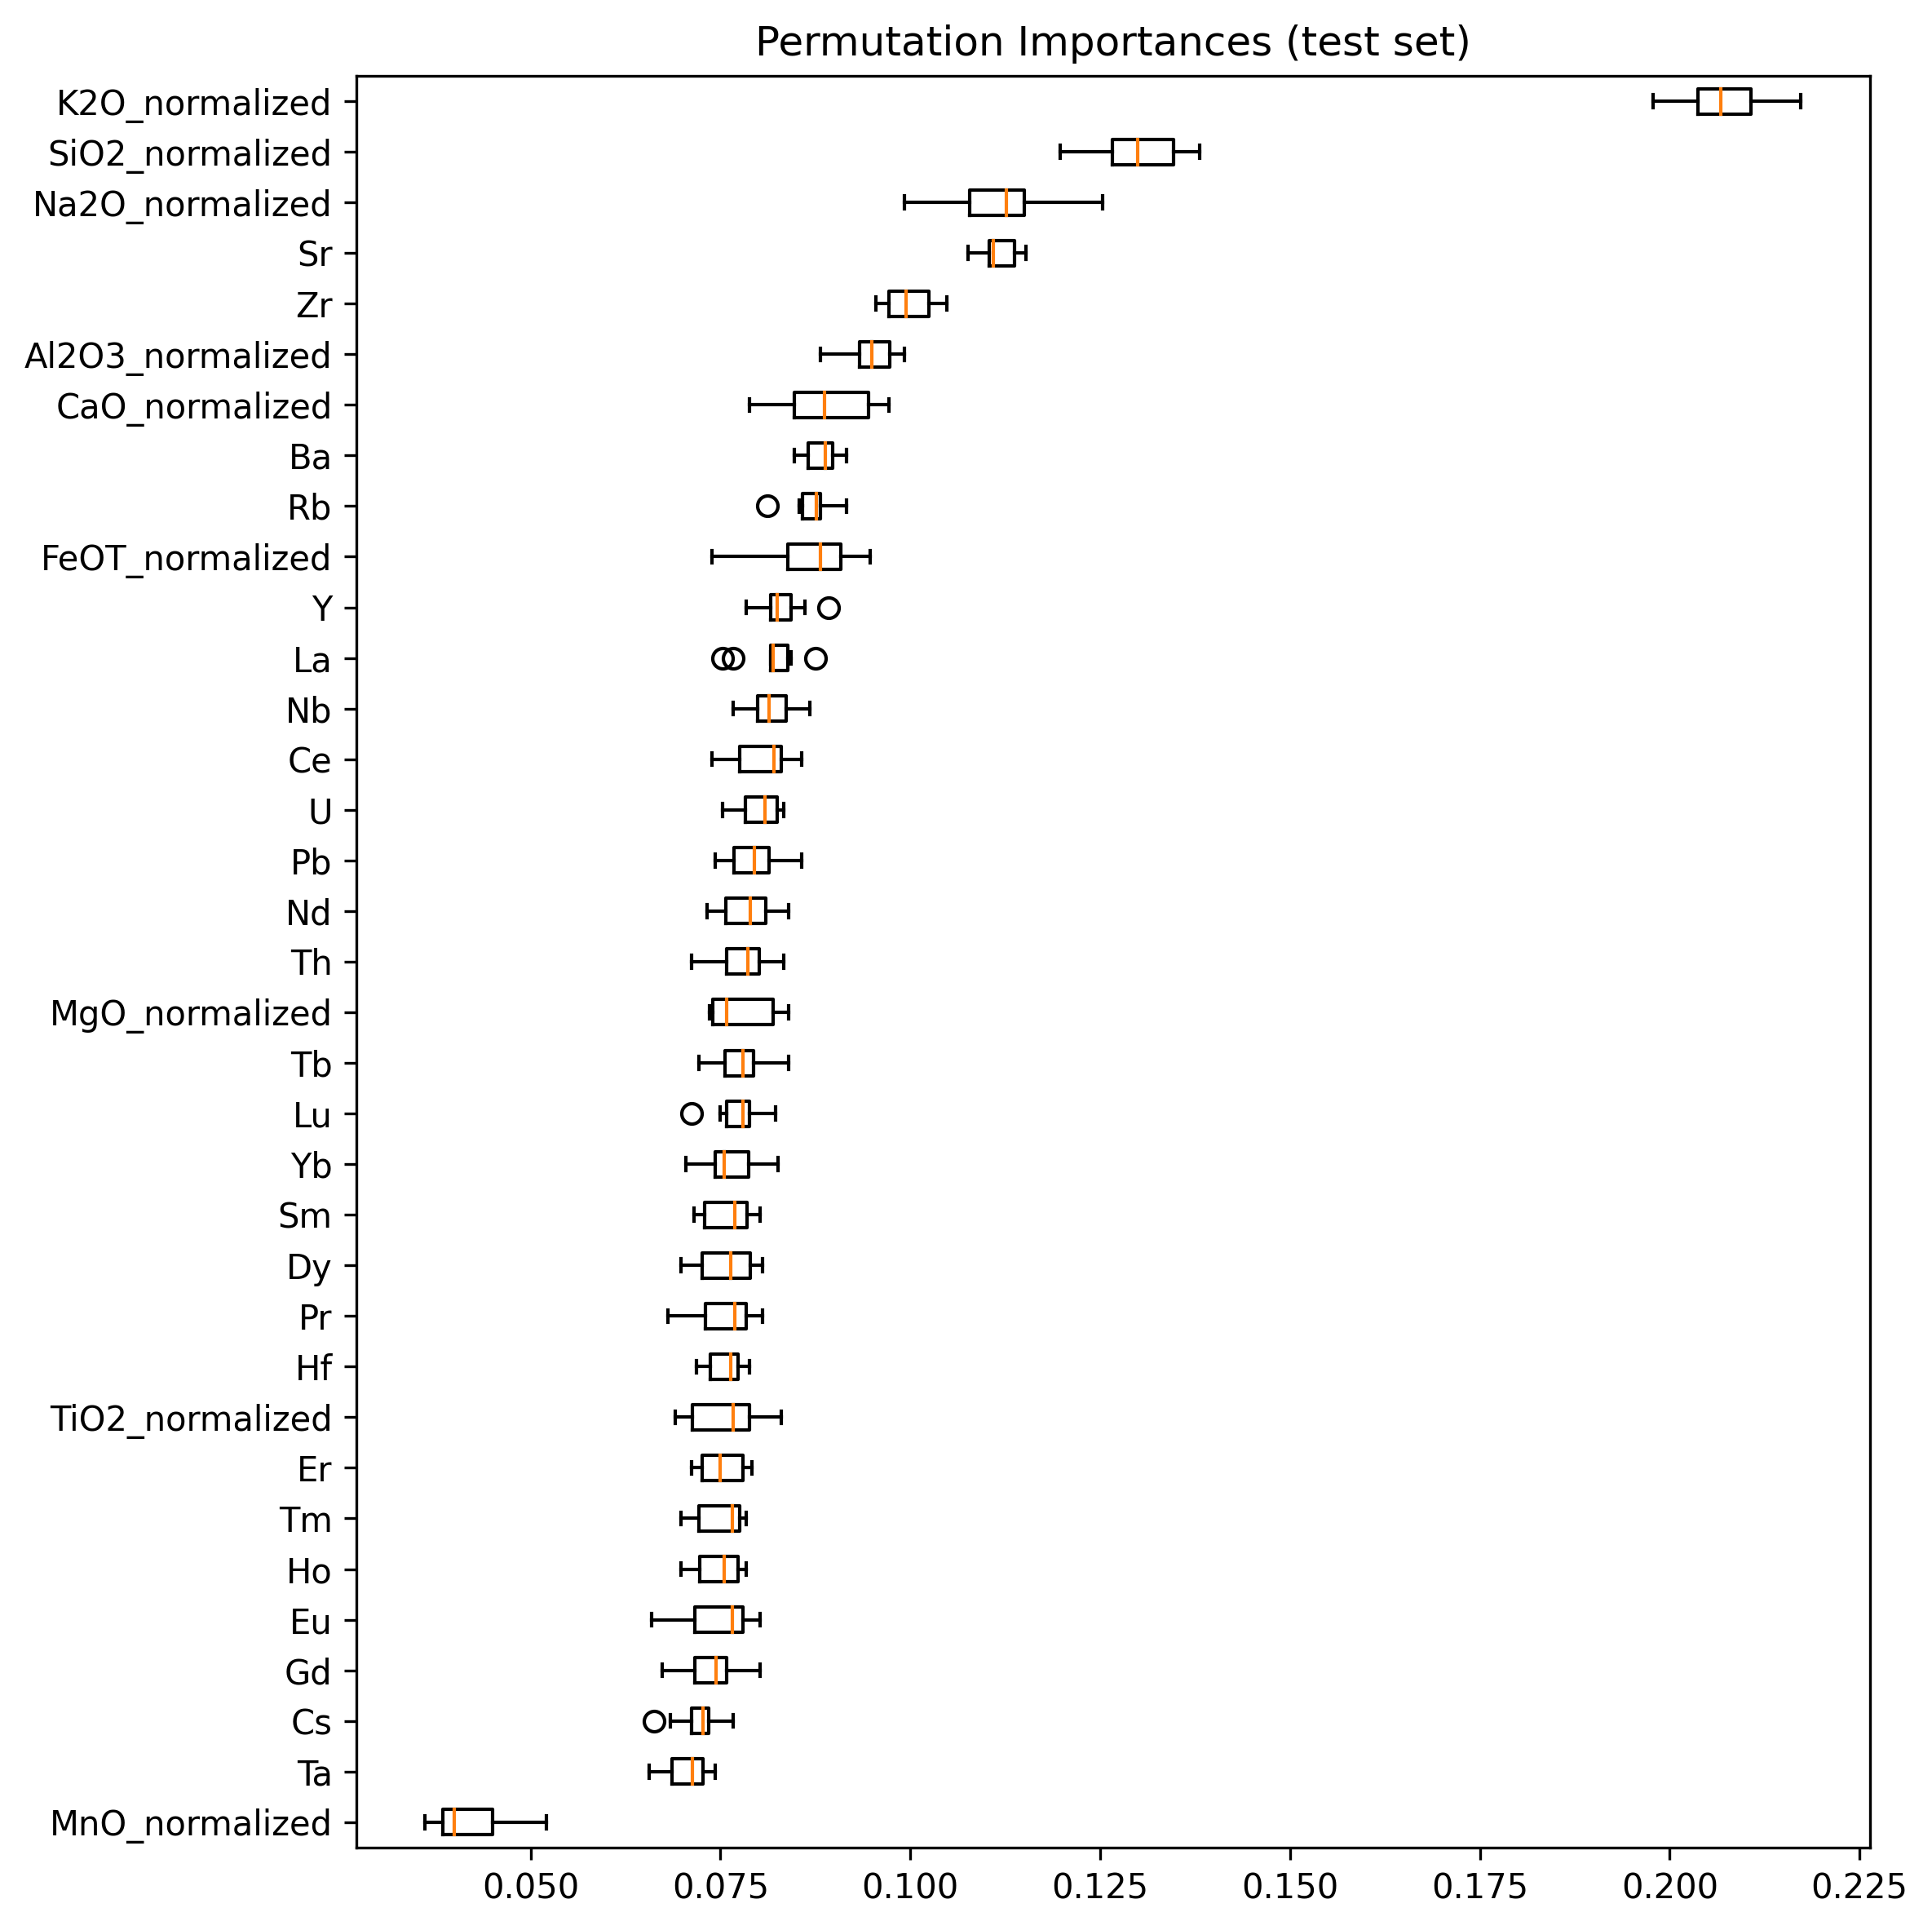 Permutation Importances (test set)
K2O_normalized
SiO2_normalized
Na2O_normalized
Sr
Zr
Al2O3_normalized
CaO_normalized
Ba
Rb
FeOT_normalized
Y
La
Nb
Ce
U
Pb
Nd
Th
MgO_normalized
Tb
Lu
Yb
Sm
Dy
Pr
Hf
TiO2_normalized
Er
Tm
Ho
Eu
Gd
Cs
Ta
MnO_normalized
0.050 0.075 0.100 0.125 0.150 0.175 0.200 0.225